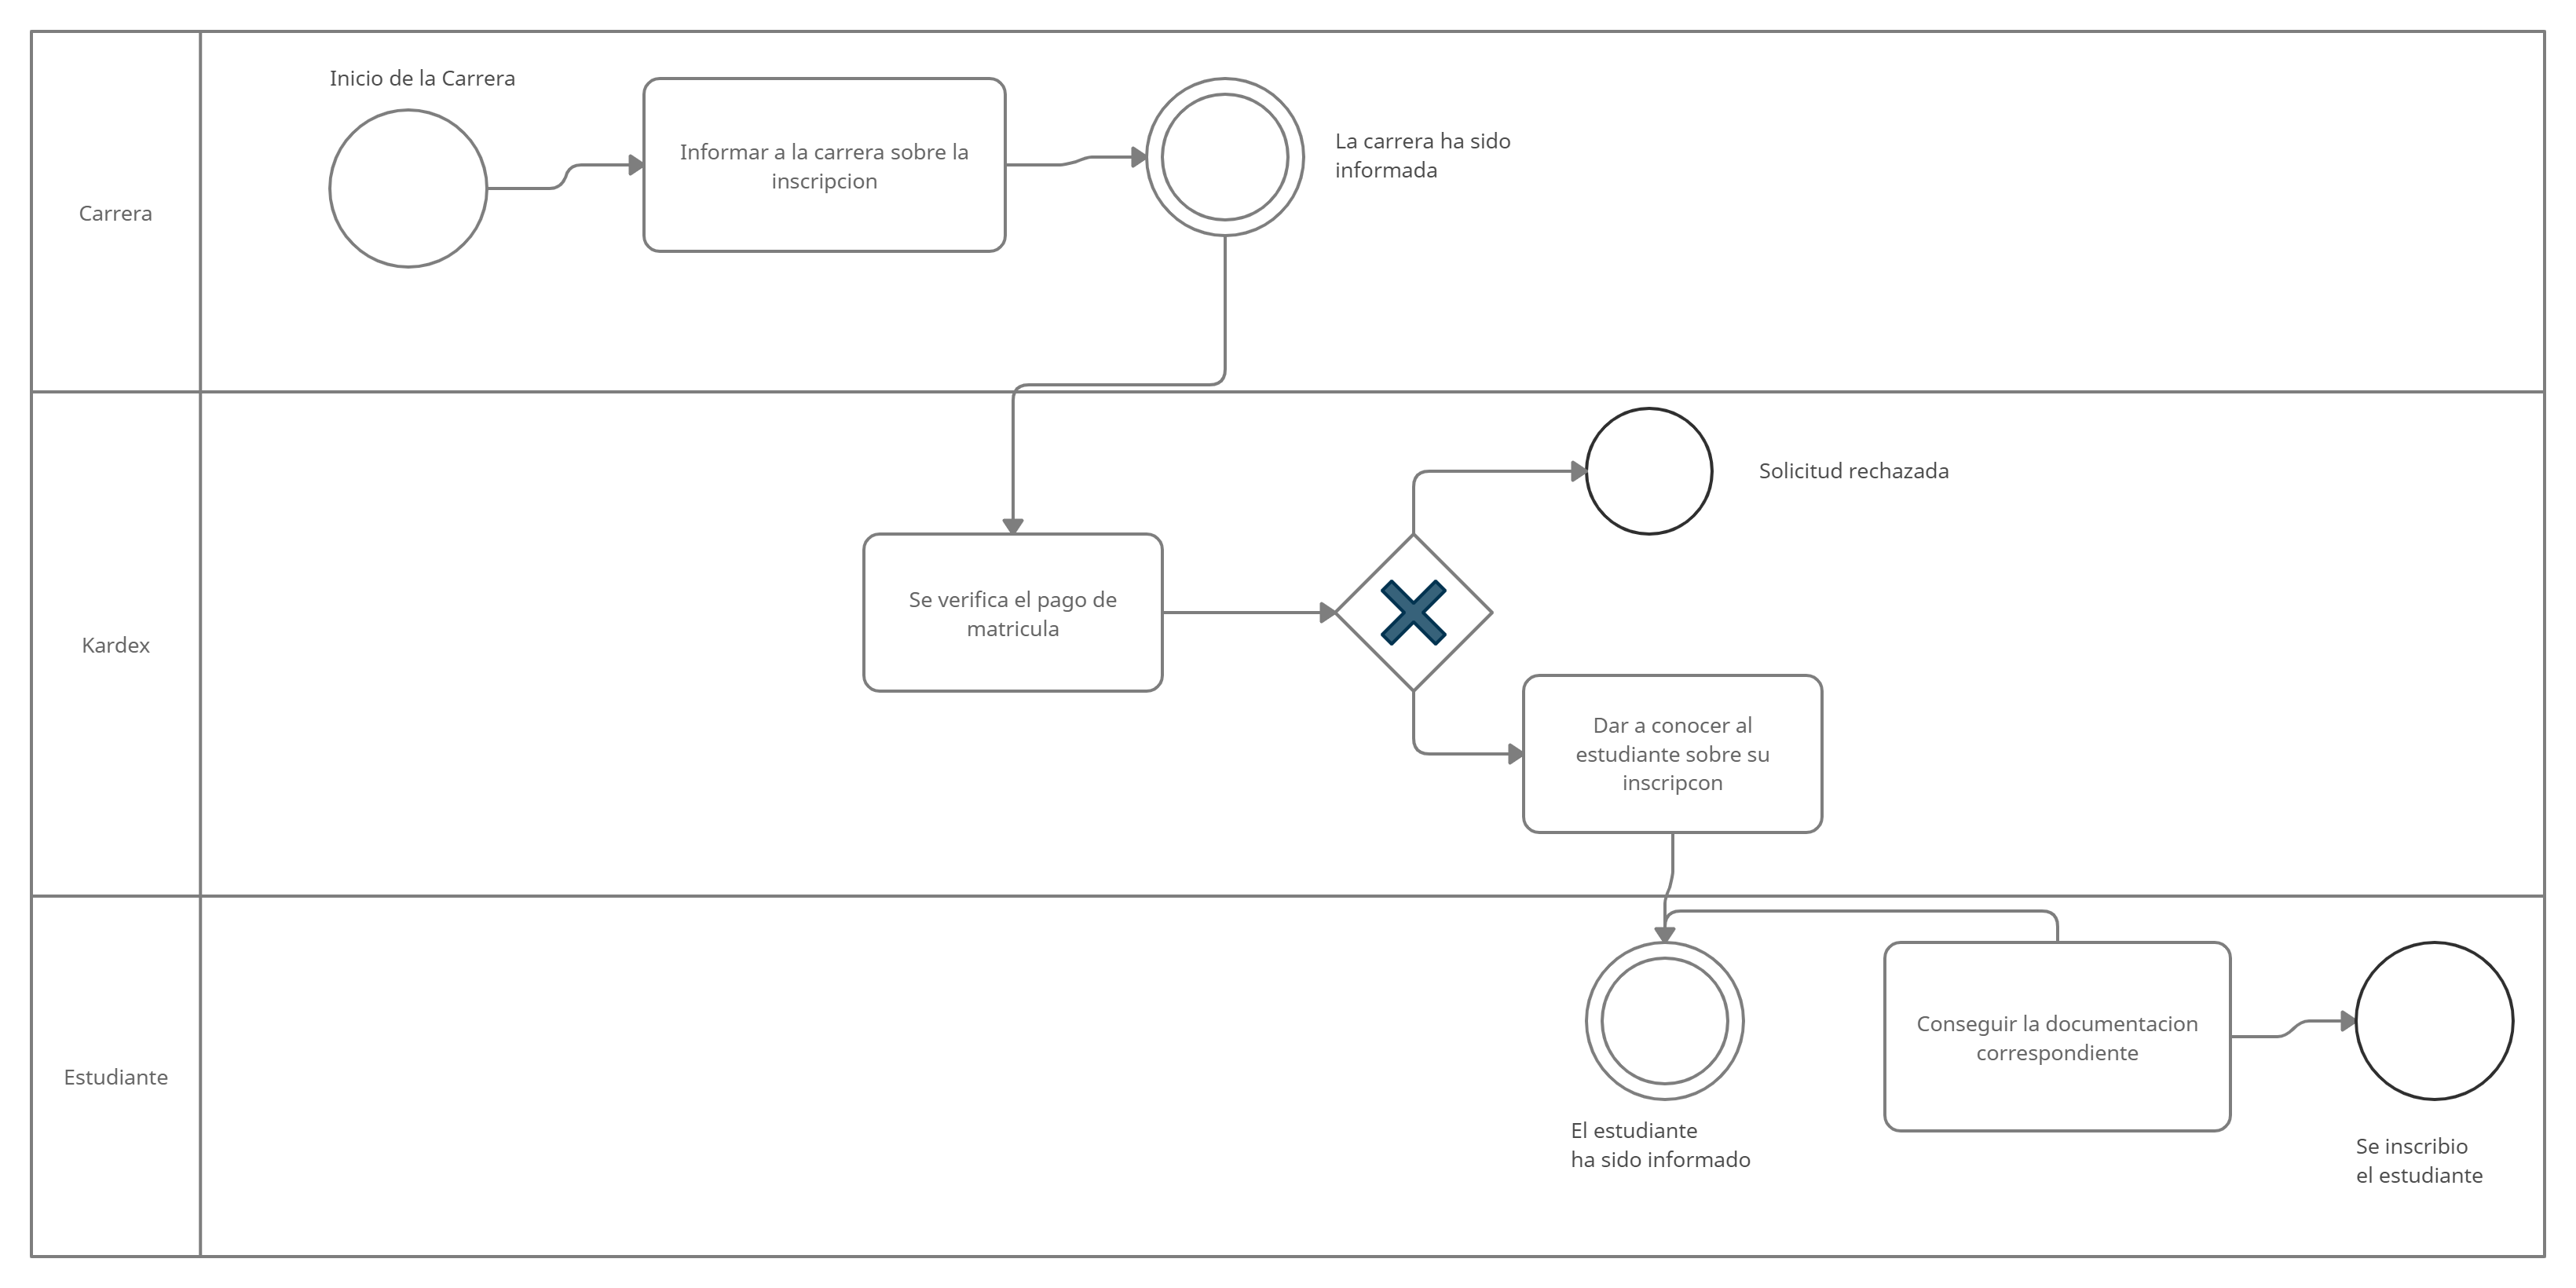 Inicio de la Carrera
Informar a la carrera sobre la
inscripcion
La carrera ha sido
informada
Carrera
Solicitud rechazada
Se verifica el pago de
matricula
Kardex
Dar a conocer al
estudiante sobre su
inscripcon
Conseguir la documentacion
correspondiente
Estudiante
El estudiante
ha sido informado
Se inscribio
el estudiante